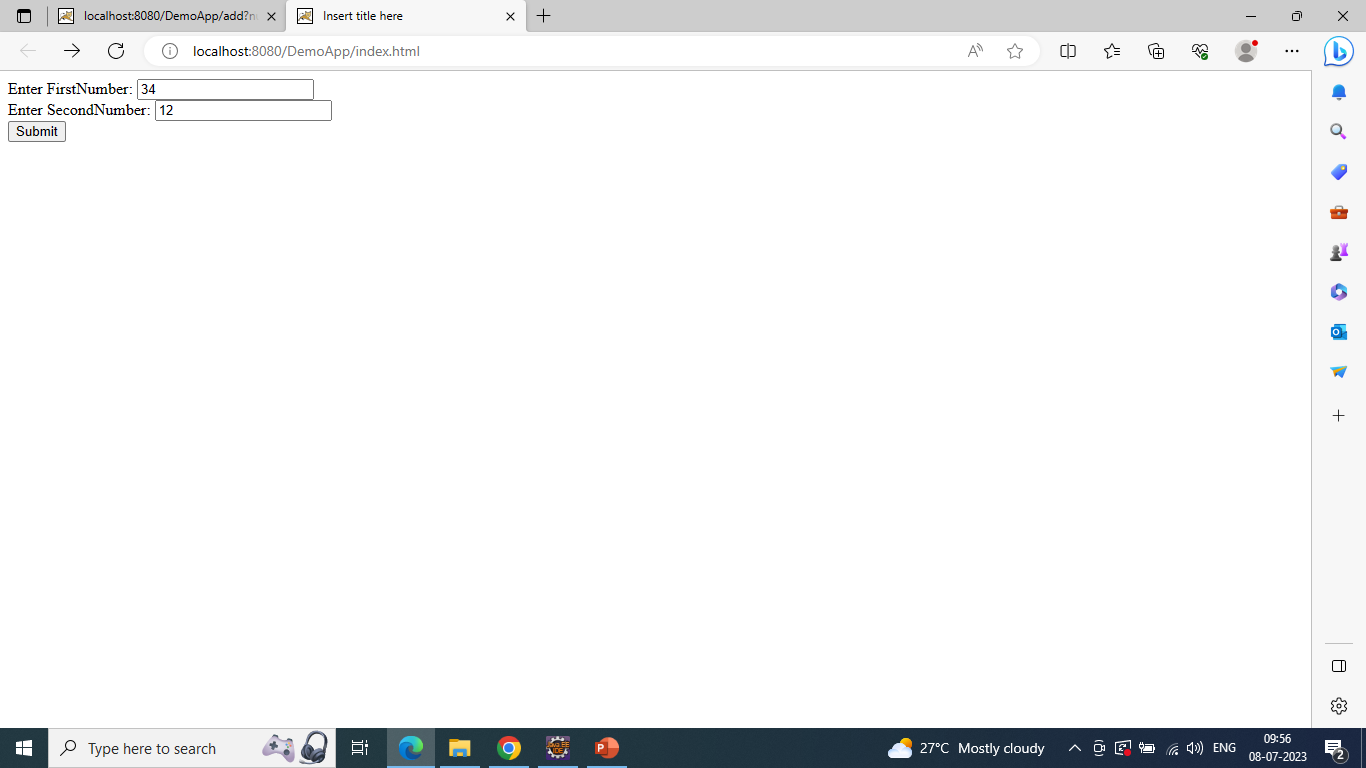 localhost:8080/DemoApp/add?n
Insert title here
localhost:8080/DemoApp/index.html
Enter FirstNumber: 34
Enter SecondNumber: 12
Submit
Type here to search
27°C Mostly cloudy
ENG
09:56
08-07-2023
2